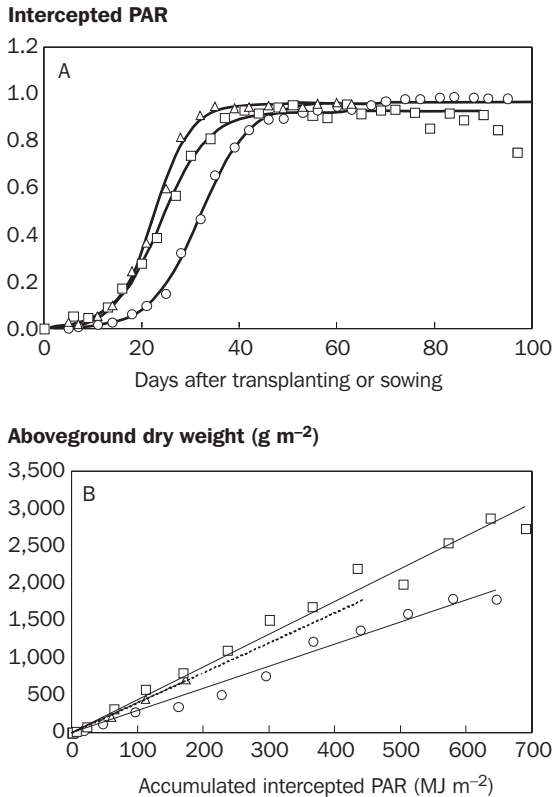 Intercepted PAR
1.2
A
1.0
0.8
0.6
0.4
0.2
0.0
0 20 40 60 80 100
Days after transplanting or sowing
Aboveground dry weight (g m–2)
3,500
B
3,000
2,500
2,000
1,500
1,000
500
0
0 100 200 300 400 500 600 700
Accumulated intercepted PAR (MJ m–2)